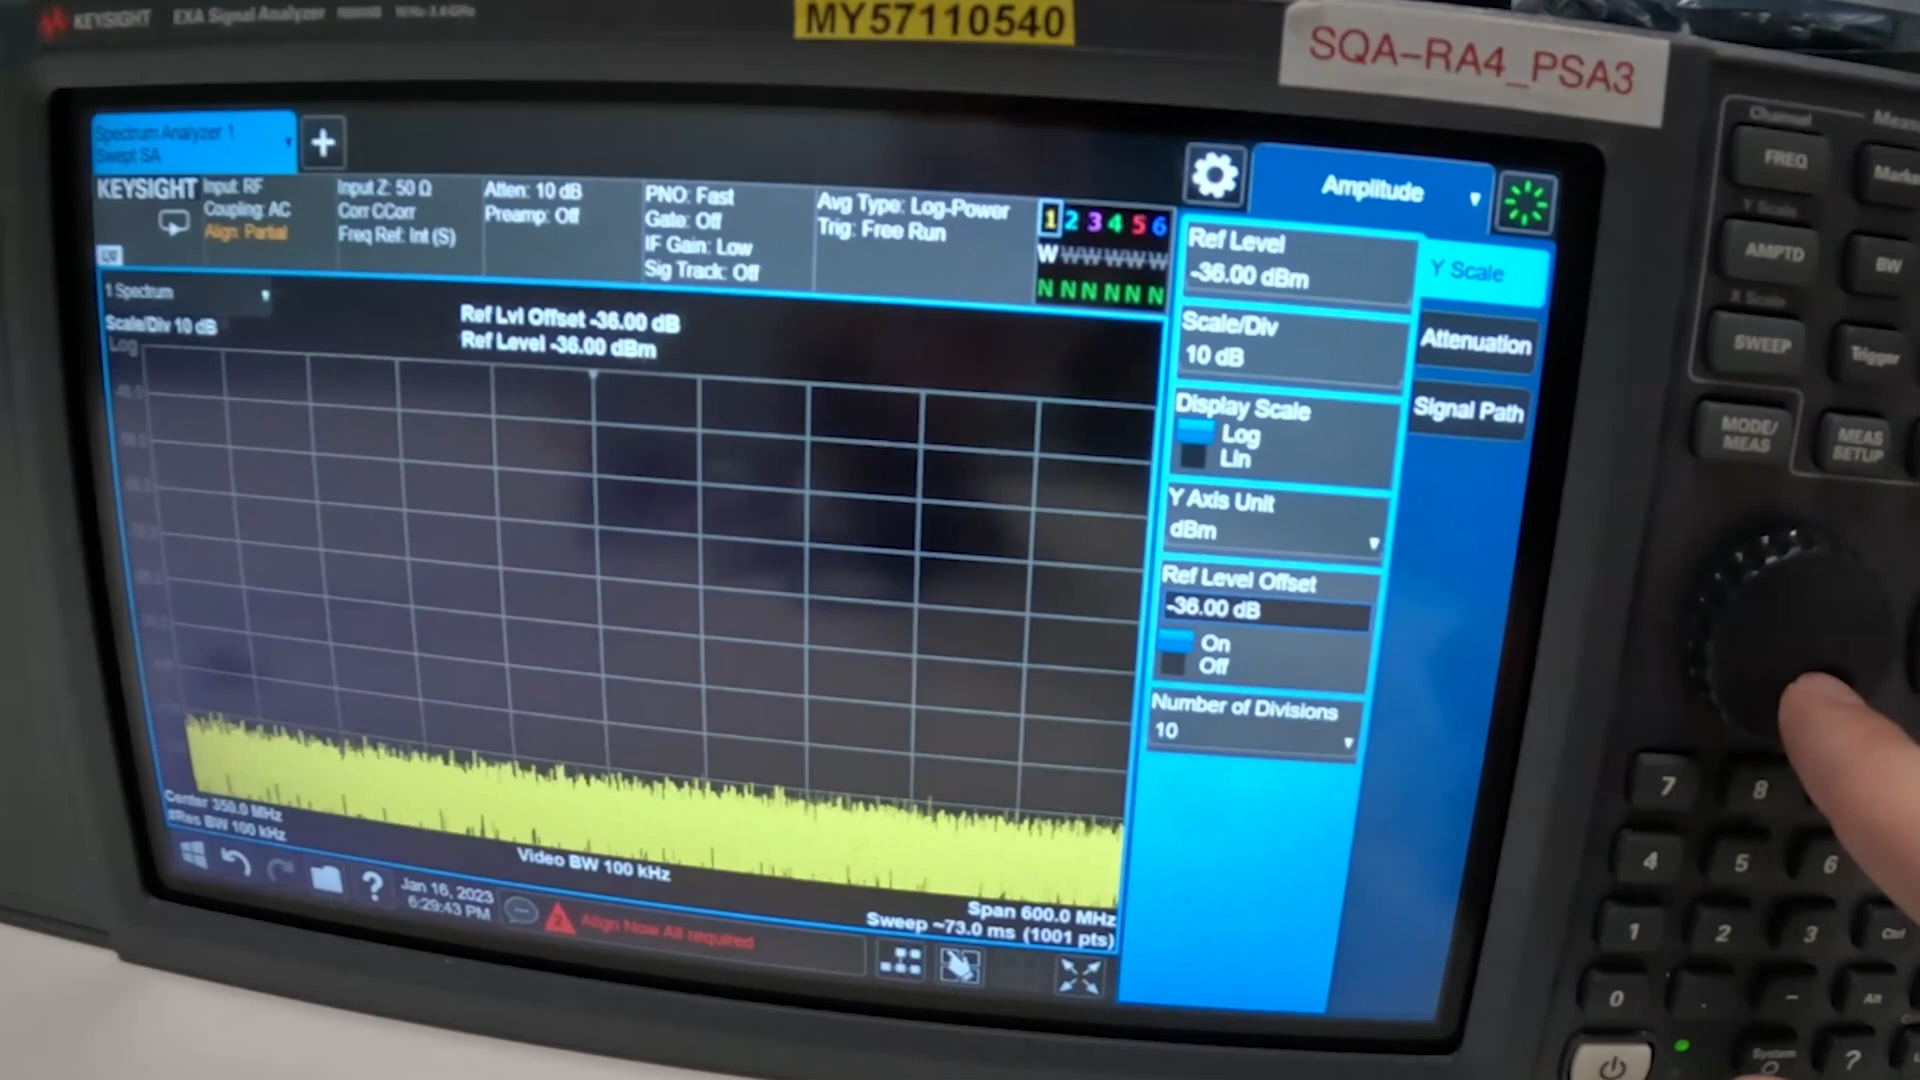 KEYSIGHT EXA Signal Analyzer
MY57110540
SQA-RA4_PSA3
Spectrum Analyzer 1
Swept SA
KEYSIGHT
Input: RF
Coupling: AC
Align: Partial
Input Z: 50 Ω
Corr CCorr
Freq Ref: Int (S)
Atten: 10 dB
Preamp: Off
PNO: Fast
Gate: Off
IF Gain: Low
Sig Track: Off
Avg Type: Log-Power
Trig: Free Run
1 2 3 4 5 6
W W W W W W
N N N N N N
1 Spectrum
Scale/Div 10 dB
Log
Ref Lvl Offset -36.00 dB
Ref Level -36.00 dBm
Center 350.0 MHz
#Res BW 100 kHz
Video BW 100 kHz
Span 600.0 MHz
Sweep ~73.0 ms (1001 pts)
?
Jan 16, 2023
6:29:43 PM
Align Now All required
Amplitude
Ref Level
-36.00 dBm
Scale/Div
10 dB
Display Scale
Log
Lin
Y Axis Unit
dBm
Ref Level Offset
-36.00 dB
On
Off
Number of Divisions
10
Y Scale
Attenuation
Signal Path
Channel
FREQ
Y Scale
AMPTD
BW
X Scale
SWEEP
Trigger
MODE/
MEAS
MEAS
SETUP
7 8
4 5 6
1 2 3 Ctrl
0 . - Alt
System
?